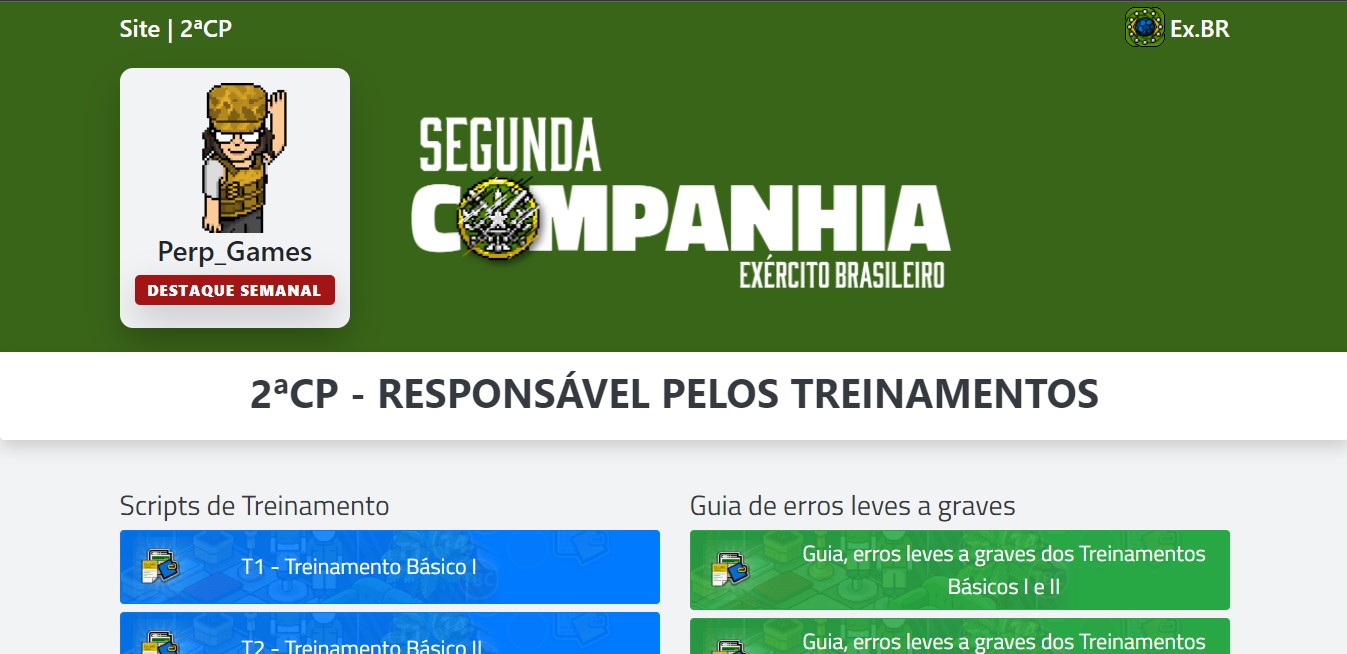 Site | 2ªCP
Ex.BR
Perp_Games
DESTAQUE SEMANAL
SEGUNDA
COMPANHIA
EXÉRCITO BRASILEIRO
2ªCP - RESPONSÁVEL PELOS TREINAMENTOS
Scripts de Treinamento
T1 - Treinamento Básico I
T2 - Treinamento Básico II
Guia de erros leves a graves
Guia, erros leves a graves dos Treinamentos
Básicos I e II
Guia, erros leves a graves dos Treinamentos